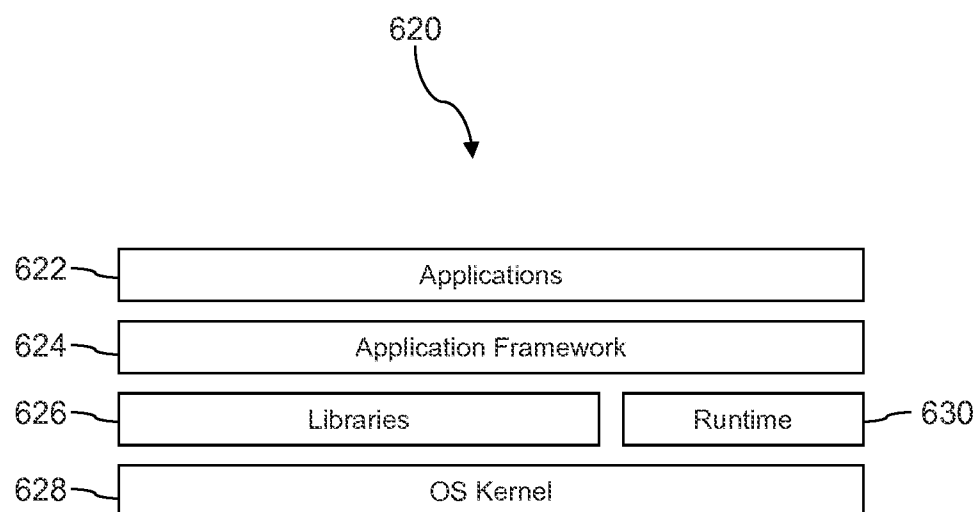 620
622 Applications
624 Application Framework
626 Libraries Runtime 630
628 OS Kernel